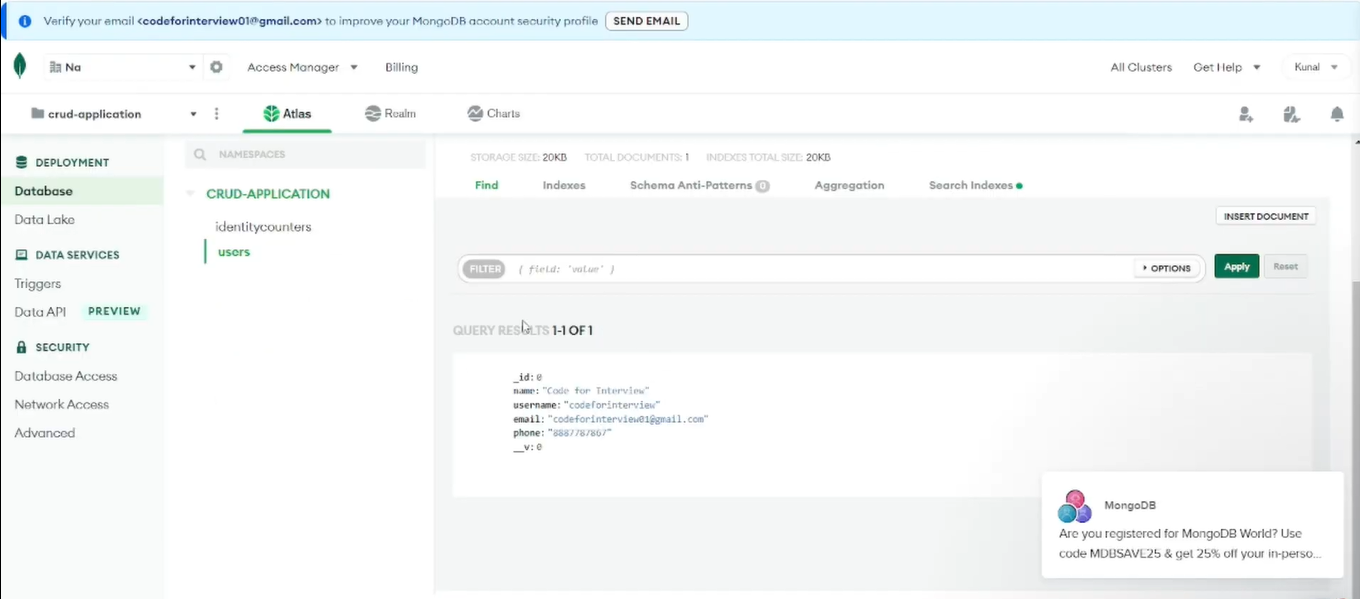 Verify your email <codeforinterview01@gmail.com> to improve your MongoDB account security profile SEND EMAIL
Na Access Manager Billing All Clusters Get Help Kunal
crud-application Atlas Realm Charts
DEPLOYMENT
Database
Data Lake
DATA SERVICES
Triggers
Data API PREVIEW
SECURITY
Database Access
Network Access
Advanced
NAMESPACES
CRUD-APPLICATION
identitycounters
users
STORAGE SIZE: 20KB TOTAL DOCUMENTS: 1 INDEXES TOTAL SIZE: 20KB
Find Indexes Schema Anti-Patterns 0 Aggregation Search Indexes
INSERT DOCUMENT
FILTER { field: 'value' } OPTIONS Apply Reset
QUERY RESULTS 1-1 OF 1
_id: 0
name: "Code for Interview"
username: "codeforinterview"
email: "codeforinterview01@gmail.com"
phone: "8887787867"
__v: 0
MongoDB
Are you registered for MongoDB World? Use
code MDBSAVE25 & get 25% off your in-perso...